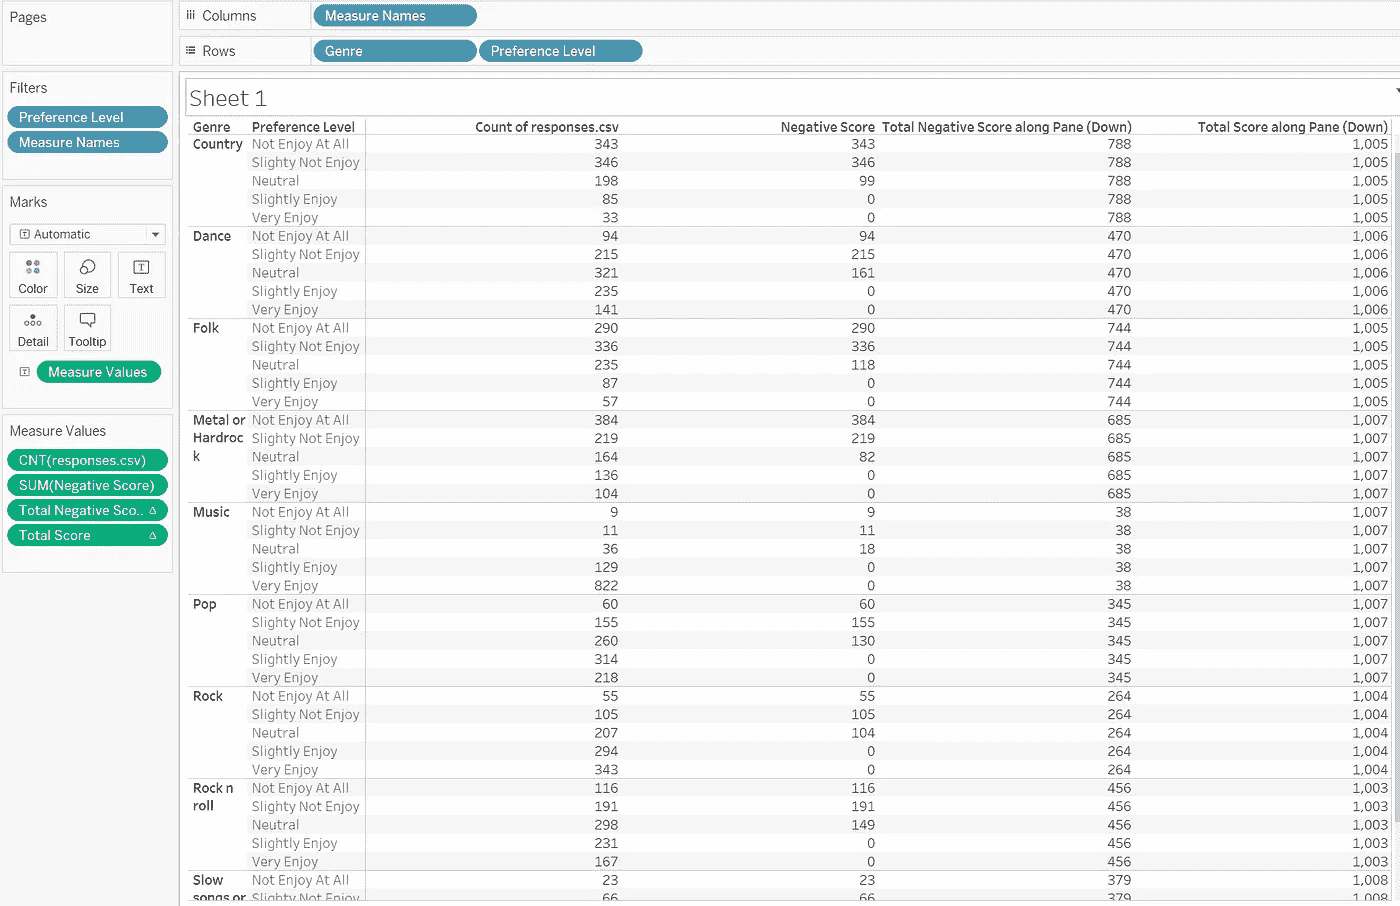 Pages
Columns
Measure Names
Rows
Genre Preference Level
Filters
Preference Level
Measure Names
Marks
Automatic
Color Size Text
Detail Tooltip
Measure Values
Measure Values
CNT(responses.csv)
SUM(Negative Score)
Total Negative Sco.. Δ
Total Score Δ
Sheet 1
Genre Preference Level Count of responses.csv Negative Score Total Negative Score along Pane (Down) Total Score along Pane (Down)
Country Not Enjoy At All 343 343 788 1,005
Slighty Not Enjoy 346 346 788 1,005
Neutral 198 99 788 1,005
Slightly Enjoy 85 0 788 1,005
Very Enjoy 33 0 788 1,005
Dance Not Enjoy At All 94 94 470 1,006
Slighty Not Enjoy 215 215 470 1,006
Neutral 321 161 470 1,006
Slightly Enjoy 235 0 470 1,006
Very Enjoy 141 0 470 1,006
Folk Not Enjoy At All 290 290 744 1,005
Slighty Not Enjoy 336 336 744 1,005
Neutral 235 118 744 1,005
Slightly Enjoy 87 0 744 1,005
Very Enjoy 57 0 744 1,005
Metal or Not Enjoy At All 384 384 685 1,007
Hardroc Slighty Not Enjoy 219 219 685 1,007
k Neutral 164 82 685 1,007
Slightly Enjoy 136 0 685 1,007
Very Enjoy 104 0 685 1,007
Music Not Enjoy At All 9 9 38 1,007
Slighty Not Enjoy 11 11 38 1,007
Neutral 36 18 38 1,007
Slightly Enjoy 129 0 38 1,007
Very Enjoy 822 0 38 1,007
Pop Not Enjoy At All 60 60 345 1,007
Slighty Not Enjoy 155 155 345 1,007
Neutral 260 130 345 1,007
Slightly Enjoy 314 0 345 1,007
Very Enjoy 218 0 345 1,007
Rock Not Enjoy At All 55 55 264 1,004
Slighty Not Enjoy 105 105 264 1,004
Neutral 207 104 264 1,004
Slightly Enjoy 294 0 264 1,004
Very Enjoy 343 0 264 1,004
Rock n Not Enjoy At All 116 116 456 1,003
roll Slighty Not Enjoy 191 191 456 1,003
Neutral 298 149 456 1,003
Slightly Enjoy 231 0 456 1,003
Very Enjoy 167 0 456 1,003
Slow Not Enjoy At All 23 23 379 1,008
songs or Slighty Not Enjoy 66 66 379 1,008